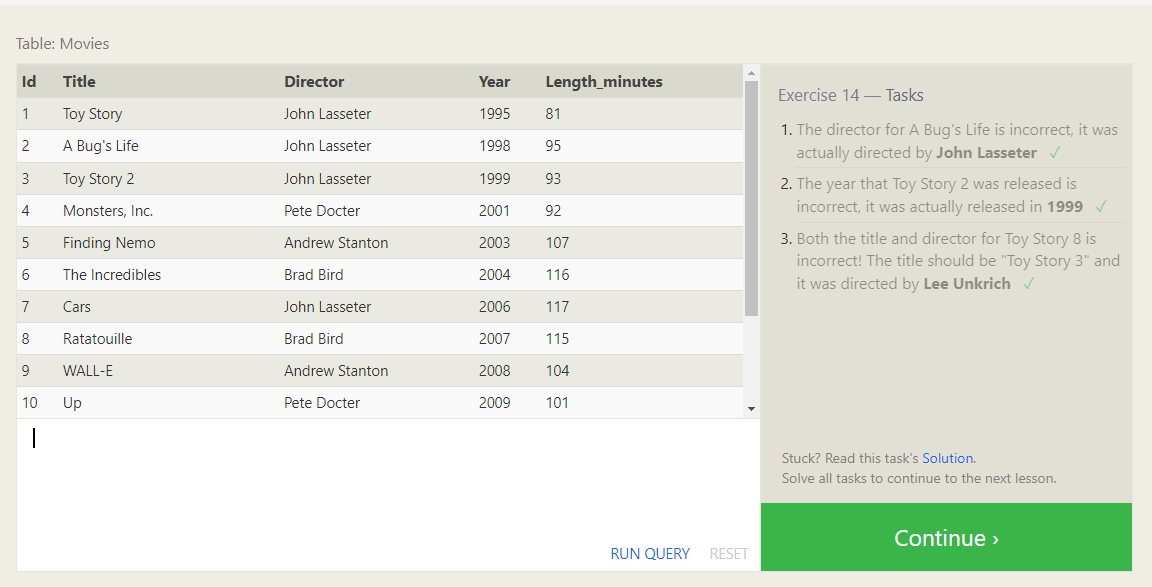 Table: Movies
Id Title Director Year Length_minutes
1 Toy Story John Lasseter 1995 81
2 A Bug's Life John Lasseter 1998 95
3 Toy Story 2 John Lasseter 1999 93
4 Monsters, Inc. Pete Docter 2001 92
5 Finding Nemo Andrew Stanton 2003 107
6 The Incredibles Brad Bird 2004 116
7 Cars John Lasseter 2006 117
8 Ratatouille Brad Bird 2007 115
9 WALL-E Andrew Stanton 2008 104
10 Up Pete Docter 2009 101
RUN QUERY RESET
Exercise 14 — Tasks
1. The director for A Bug's Life is incorrect, it was
actually directed by John Lasseter ✓
2. The year that Toy Story 2 was released is
incorrect, it was actually released in 1999 ✓
3. Both the title and director for Toy Story 8 is
incorrect! The title should be "Toy Story 3" and
it was directed by Lee Unkrich ✓
Stuck? Read this task's Solution.
Solve all tasks to continue to the next lesson.
Continue ›